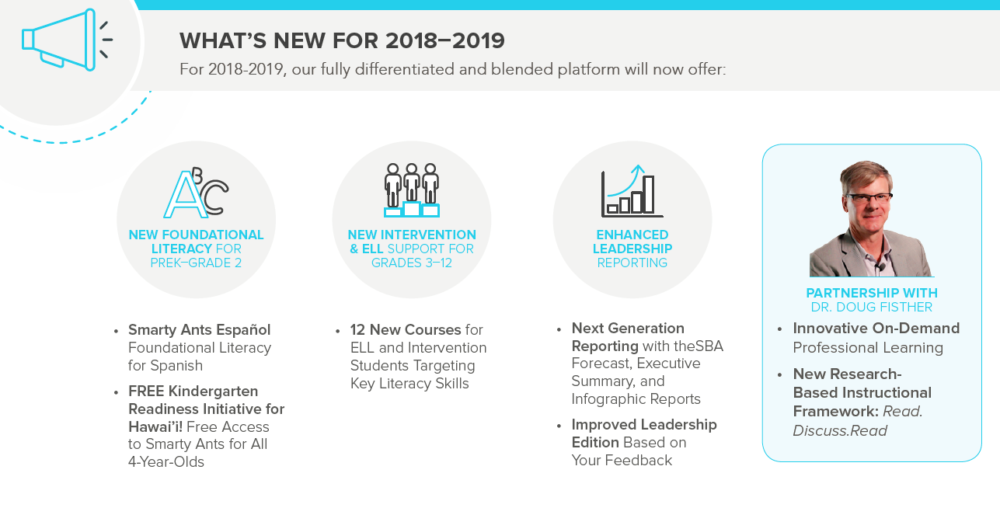 WHAT’S NEW FOR 2018–2019
For 2018-2019, our fully differentiated and blended platform will now offer:
ABC
NEW FOUNDATIONAL
LITERACY FOR
PREK–GRADE 2
• Smarty Ants Español
Foundational Literacy
for Spanish
• FREE Kindergarten
Readiness Initiative for
Hawai’i! Free Access
to Smarty Ants for All
4-Year-Olds
NEW INTERVENTION
& ELL SUPPORT FOR
GRADES 3–12
• 12 New Courses for
ELL and Intervention
Students Targeting
Key Literacy Skills
ENHANCED
LEADERSHIP
REPORTING
• Next Generation
Reporting with theSBA
Forecast, Executive
Summary, and
Infographic Reports
• Improved Leadership
Edition Based on
Your Feedback
PARTNERSHIP WITH
DR. DOUG FISTHER
• Innovative On-Demand
Professional Learning
• New Research-
Based Instructional
Framework: Read.
Discuss.Read